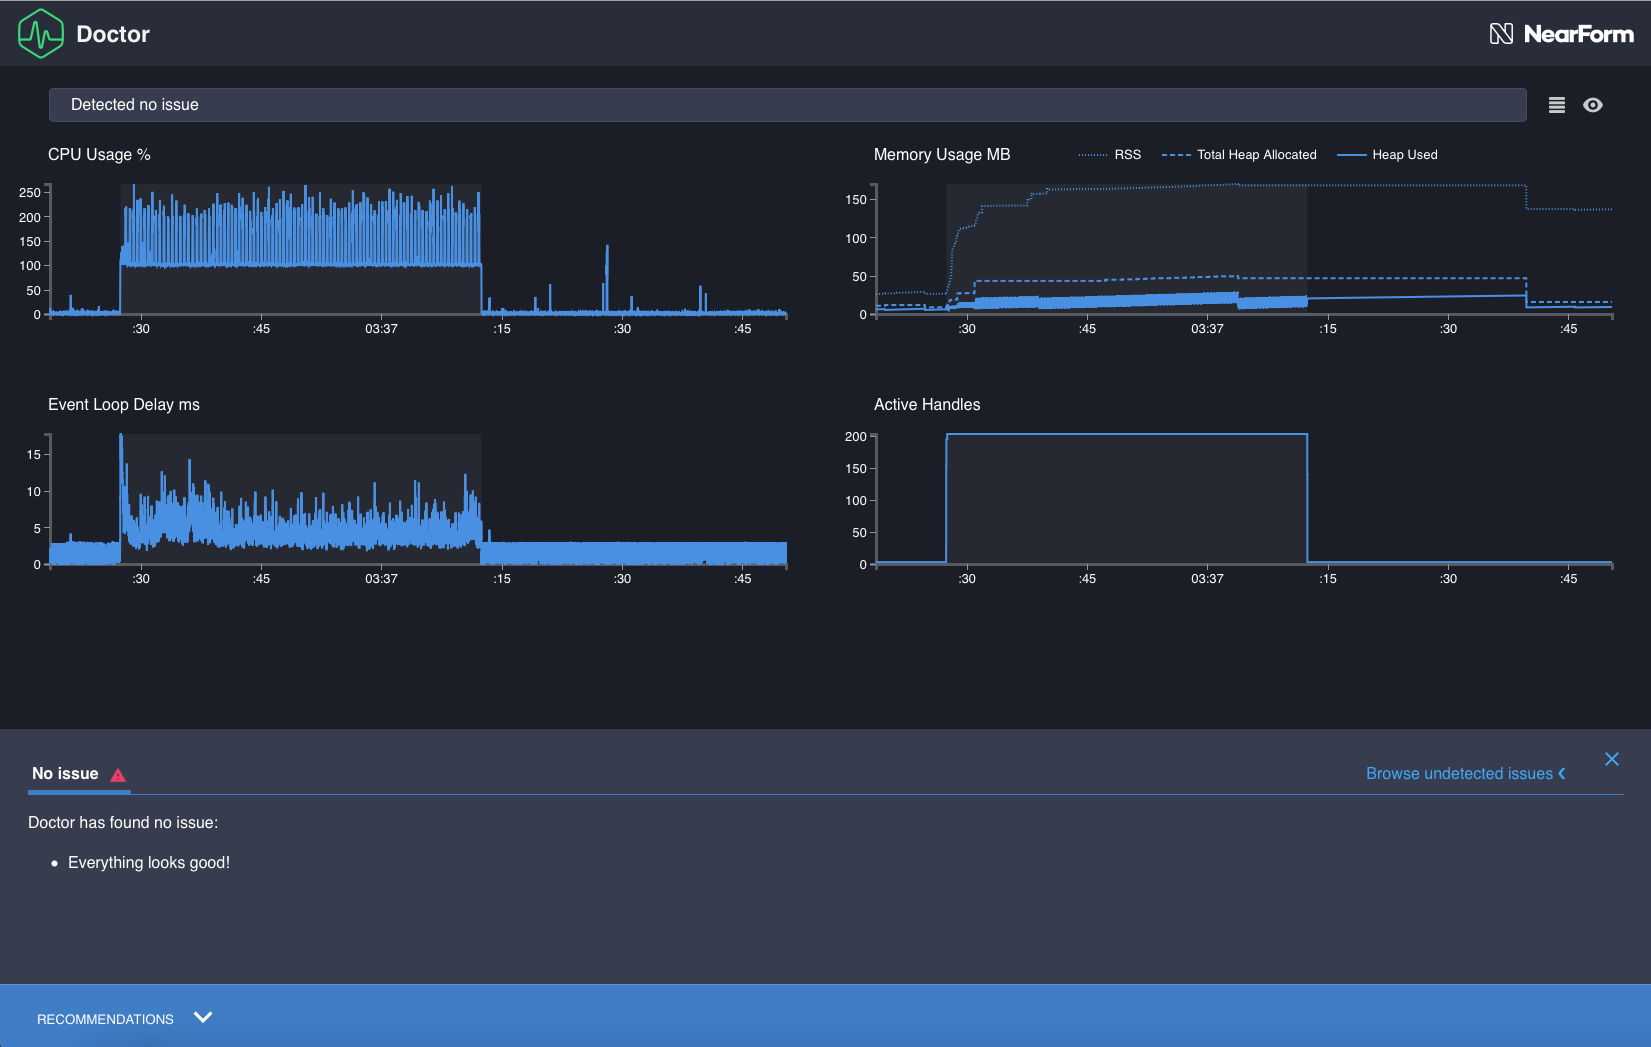 Doctor
NearForm
Detected no issue
CPU Usage %
250
200
150
100
50
0
:30
:45
03:37
:15
:30
:45
Memory Usage MB
RSS
Total Heap Allocated
Heap Used
150
100
50
0
:30
:45
03:37
:15
:30
:45
Event Loop Delay ms
15
10
5
0
:30
:45
03:37
:15
:30
:45
Active Handles
200
150
100
50
0
:30
:45
03:37
:15
:30
:45
No issue
Browse undetected issues
Doctor has found no issue:
• Everything looks good!
RECOMMENDATIONS